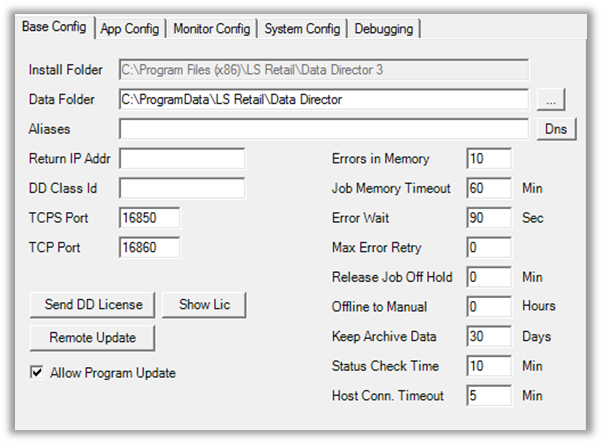 Base Config App Config Monitor Config System Config Debugging
Install Folder C:\Program Files (x86)\LS Retail\Data Director 3
Data Folder C:\ProgramData\LS Retail\Data Director ...
Aliases Dns
Return IP Addr Errors in Memory 10
DD Class Id Job Memory Timeout 60 Min
TCPS Port 16850 Error Wait 90 Sec
TCP Port 16860 Max Error Retry 0
Release Job Off Hold 0 Min
Send DD License Show Lic Offline to Manual 0 Hours
Remote Update Keep Archive Data 30 Days
Allow Program Update Status Check Time 10 Min
Host Conn. Timeout 5 Min